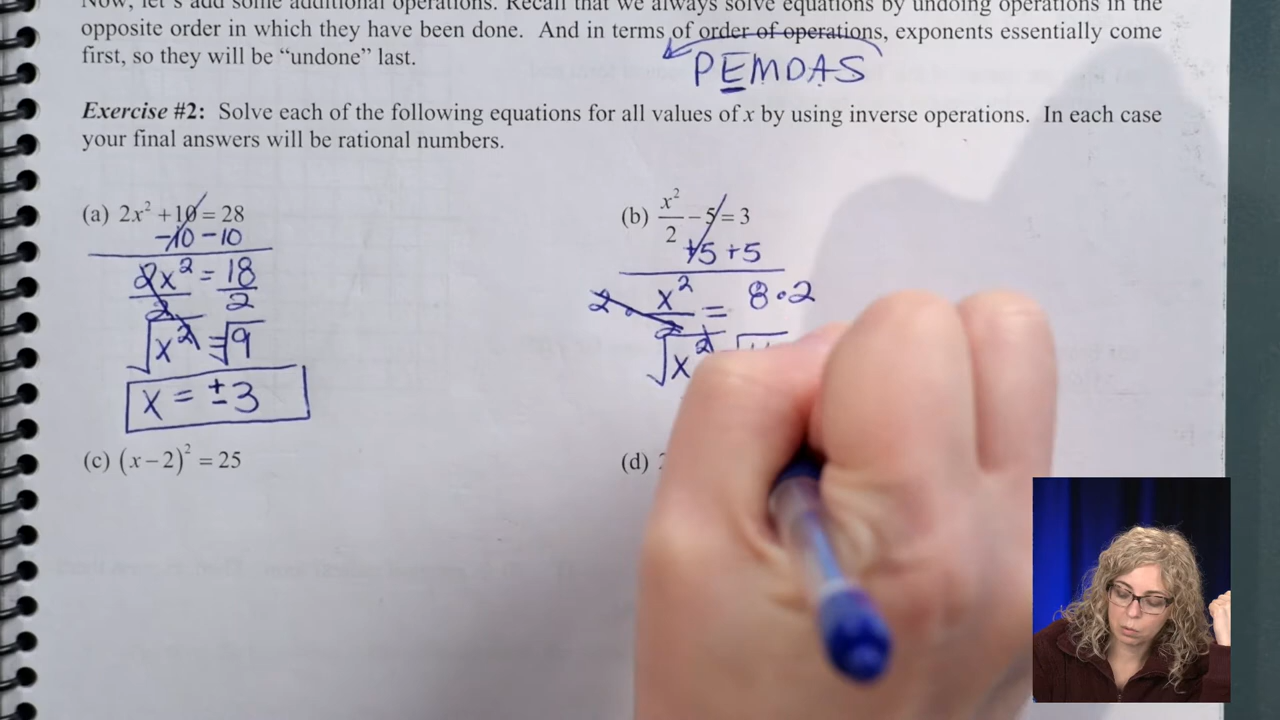 Now, let's add some additional operations. Recall that we always solve equations by undoing operations in the
opposite order in which they have been done. And in terms of order of operations, exponents essentially come
first, so they will be “undone” last.
PEMDAS
Exercise #2: Solve each of the following equations for all values of x by using inverse operations. In each case
your final answers will be rational numbers.
(a) 2x² + 10 = 28
-10 -10
2x² = 18
2 2
√x² = √9
x = ±3
(b) x²/2 − 5 = 3
+5 +5
2 · x²/2 = 8 · 2
√x²
(c) (x − 2)² = 25
(d)